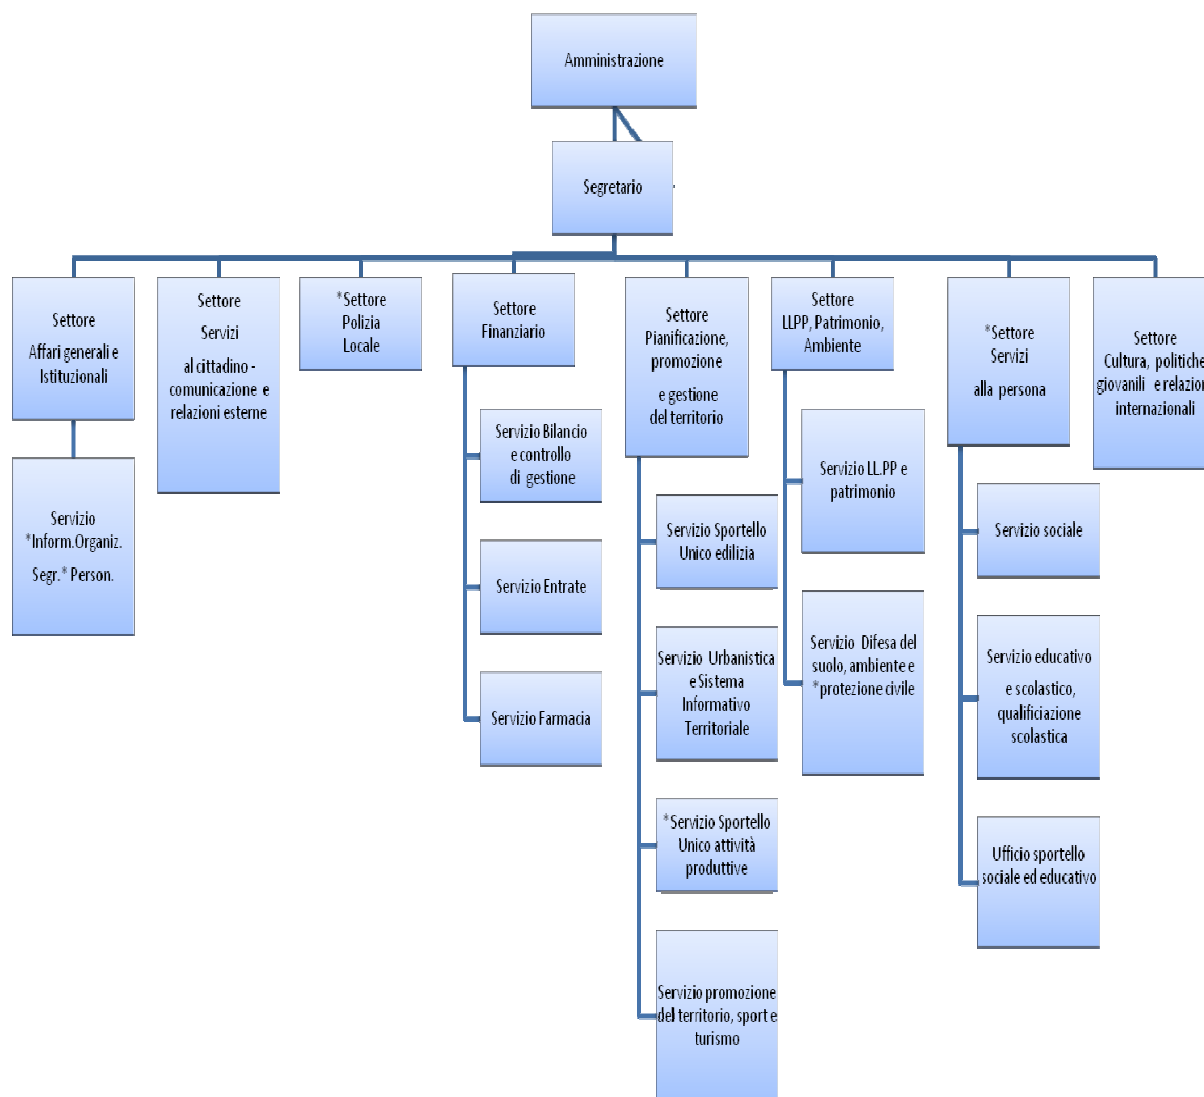 Amministrazione
Segretario
Settore
Affari generali e
Istituzionali
Settore
Servizi
al cittadino -
comunicazione e
relazioni esterne
*Settore
Polizia
Locale
Settore
Finanziario
Settore
Pianificazione,
promozione
e gestione
del territorio
Settore
LLPP, Patrimonio,
Ambiente
*Settore
Servizi
alla persona
Settore
Cultura, politiche
giovanili e relazion
internazionali
Servizio
*Inform.Organiz.
Segr.* Person.
Servizio Bilancio
e controllo
di gestione
Servizio Entrate
Servizio Farmacia
Servizio Sportello
Unico edilizia
Servizio Urbanistica
e Sistema
Informativo
Territoriale
*Servizio Sportello
Unico attività
produttive
Servizio promozione
del territorio, sport e
turismo
Servizio LL.PP e
patrimonio
Servizio Difesa del
suolo, ambiente e
*protezione civile
Servizio sociale
Servizio educativo
e scolastico,
qualificiazione
scolastica
Ufficio sportello
sociale ed educativo